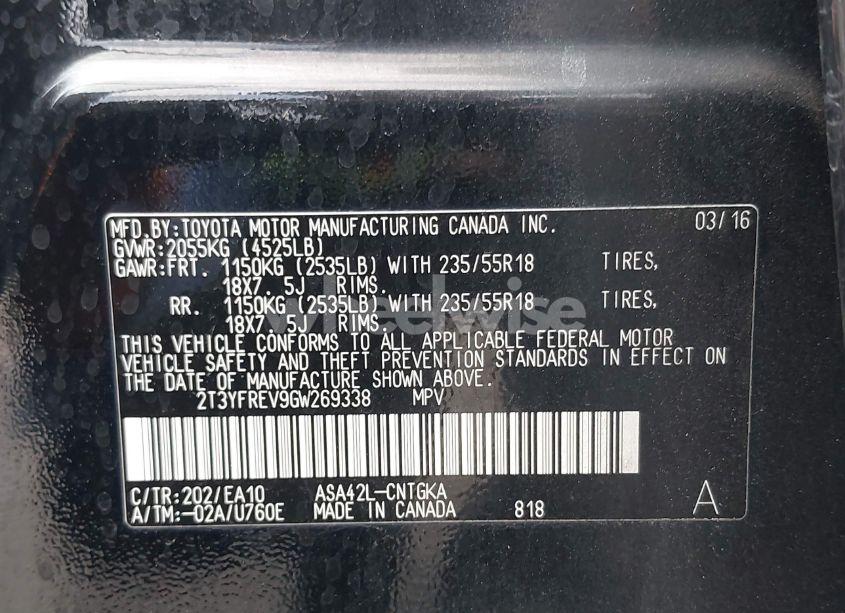 MFD.BY:TOYOTA MOTOR MANUFACTURING CANADA INC. 03/16
GVWR:2055KG (4525LB)
GAWR:FRT. 1150KG (2535LB) WITH 235/55R18 TIRES,
18X7.5J RIMS.
RR. 1150KG (2535LB) WITH 235/55R18 TIRES,
18X7.5J RIMS.
wheelwise
THIS VEHICLE CONFORMS TO ALL APPLICABLE FEDERAL MOTOR
VEHICLE SAFETY AND THEFT PREVENTION STANDARDS IN EFFECT ON
THE DATE OF MANUFACTURE SHOWN ABOVE.
2T3YFREV9GW269338 MPV
C/TR:202/EA10 ASA42L-CNTGKA A
A/TM:-02A/U760E MADE IN CANADA 818